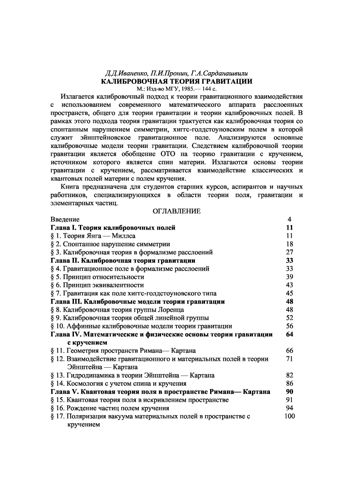 Д.Д.Иваненко, П.И.Пронин, Г.А.Сарданашвили
КАЛИБРОВОЧНАЯ ТЕОРИЯ ГРАВИТАЦИИ
М.: Изд-во МГУ, 1985.— 144 с.
Излагается калибровочный подход к теории гравитационного взаимодействия
с использованием современного математического аппарата расслоенных
пространств, общего для теории гравитации и теории калибровочных полей. В
рамках этого подхода гравитация трактуется как калибровочная теория со
спонтанным нарушением симметрии, хиггс-голдстоуновским полем в которой
служит эйнштейновское гравитационное поле. Анализируются основные
калибровочные модели теории гравитации. Следствием калибровочной теории
гравитации является обобщение ОТО на теорию гравитации с кручением,
источником которого является спин материи. Излагаются основы теории
гравитации с кручением, рассматривается взаимодействие классических и
квантовых полей материи с полем кручения.
Книга предназначена для студентов старших курсов, аспирантов и научных
работников, специализирующихся в области теории поля, гравитации и
элементарных частиц.
ОГЛАВЛЕНИЕ
Введение 4
Глава I. Теория калибровочных полей 11
§ 1. Теория Янга — Миллса 11
§ 2. Спонтанное нарушение симметрии 18
§ 3. Калибровочная теория в формализме расслоений 27
Глава II. Калибровочная теория гравитации 33
§ 4. Гравитационное поле в формализме расслоений 33
§ 5. Принцип относительности 39
§ 6. Принцип эквивалентности 43
§ 7. Гравитация как поле хиггс-голдстоуновского типа 45
Глава III. Калибровочные модели теории гравитации 48
§ 8. Калибровочная теория группы Лоренца 48
§ 9. Калибровочная теория общей линейной группы 52
§ 10. Аффинные калибровочные модели теории гравитации 56
Глава IV. Математические и физические основы теории гравитации 64
с кручением
§ 11. Геометрия пространств Римана— Картана 66
§ 12. Взаимодействие гравитационного и материальных полей в теории 71
Эйнштейна — Картана
§ 13. Гидродинамика в теории Эйнштейна — Картана 82
§ 14. Космология с учетом спина и кручения 86
Глава V. Квантовая теория поля в пространстве Римана— Картана 90
§ 15. Квантовая теория поля в искривленном пространстве 91
§ 16. Рождение частиц полем кручения 94
§ 17. Поляризация вакуума материальных полей в пространстве с 100
кручением